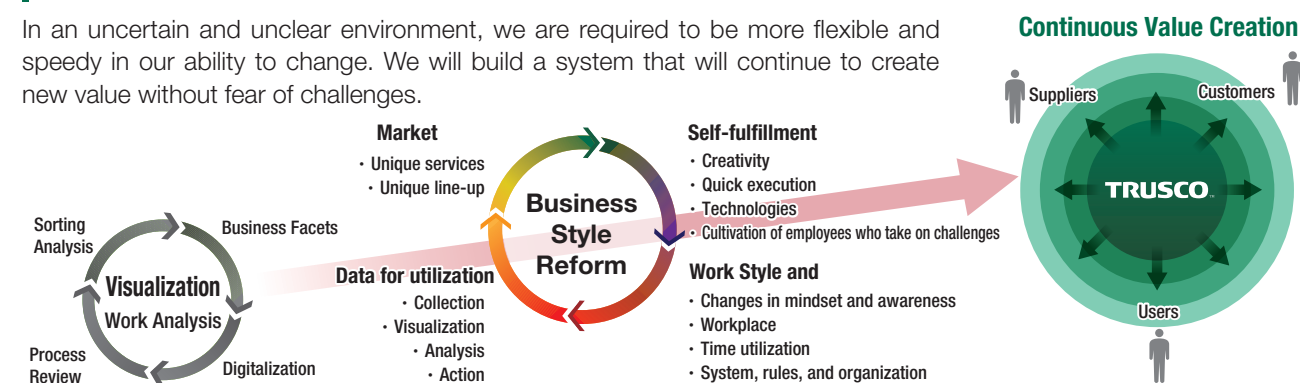 In an uncertain and unclear environment, we are required to be more flexible and
speedy in our ability to change. We will build a system that will continue to create
new value without fear of challenges.
Sorting
Analysis
Business Facets
Visualization
Work Analysis
Process
Review
Digitalization
Market
・Unique services
・Unique line-up
Data for utilization
・Collection
・Visualization
・Analysis
・Action
Business
Style
Reform
Self-fulfillment
・Creativity
・Quick execution
・Technologies
・Cultivation of employees who take on challenges
Work Style and
・Changes in mindset and awareness
・Workplace
・Time utilization
・System, rules, and organization
Continuous Value Creation
Suppliers
Customers
TRUSCO
Users